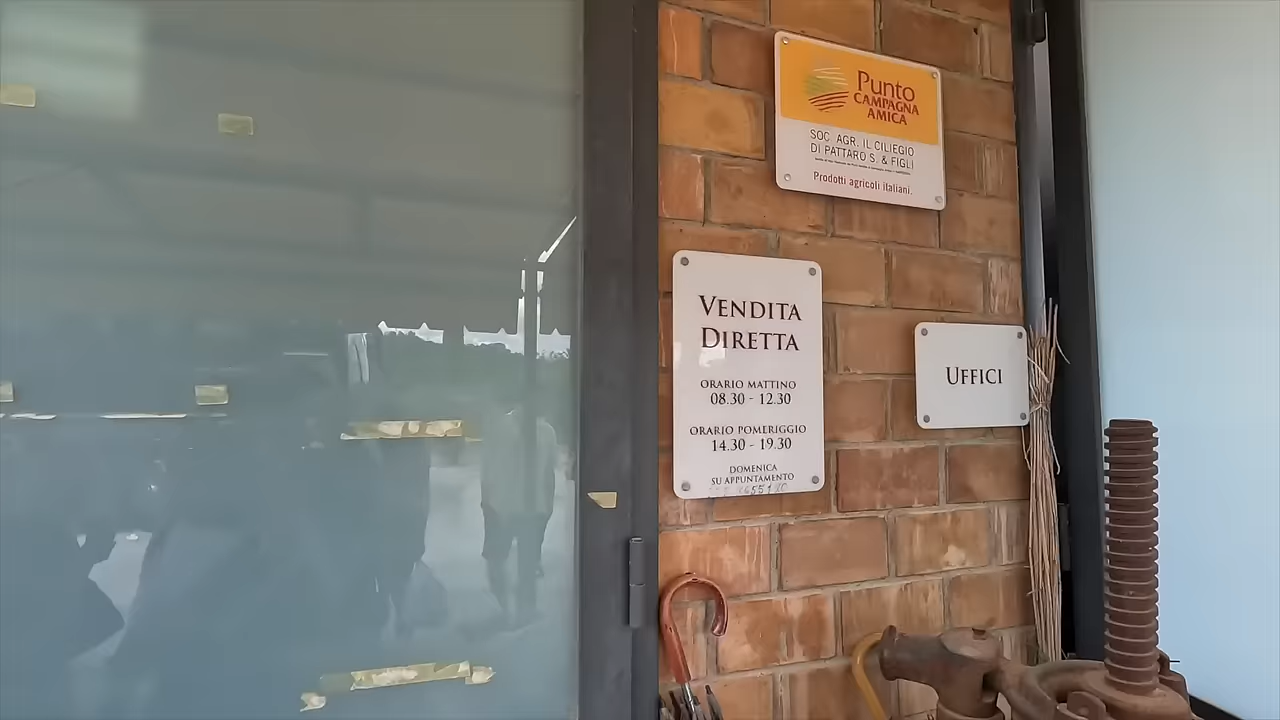 Punto
CAMPAGNA
AMICA
SOC. AGR. IL CILIEGIO
DI PATTARO S. & FIGLI
Prodotti agricoli italiani.
VENDITA
DIRETTA
ORARIO MATTINO
08.30 - 12.30
ORARIO POMERIGGIO
14.30 - 19.30
DOMENICA
SU APPUNTAMENTO
UFFICI